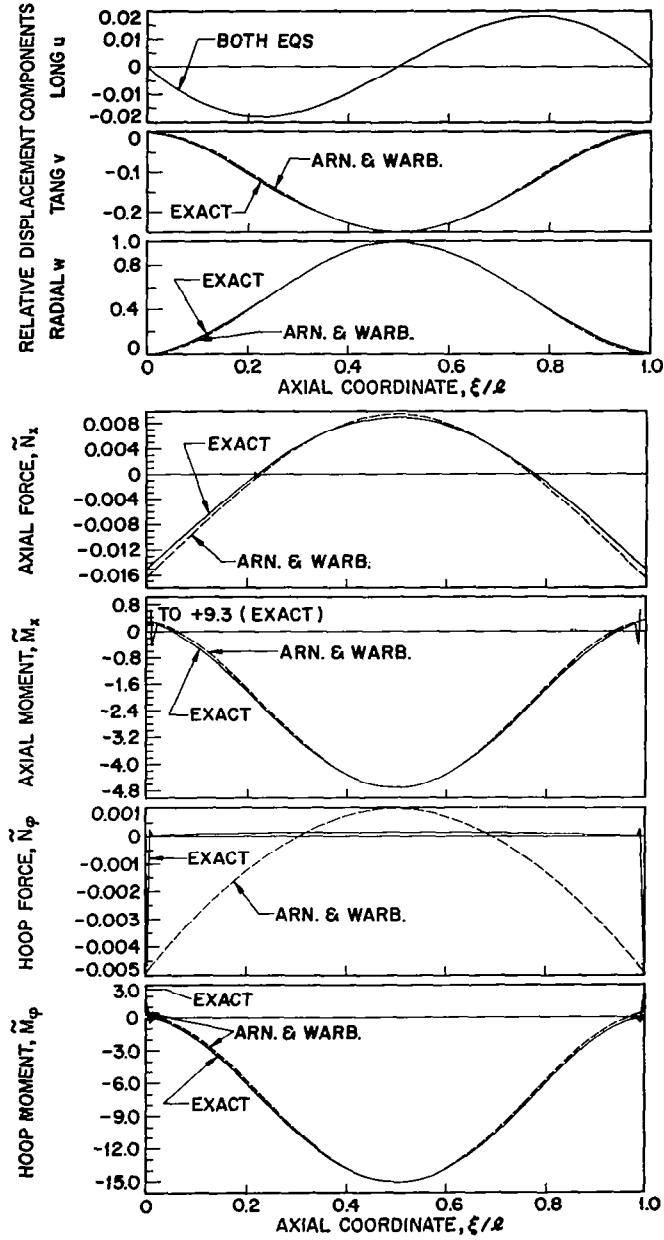 RELATIVE DISPLACEMENT COMPONENTS
LONG u
0.02
0.01
0
-0.01
-0.02
BOTH EQS
TANG v
0
-0.1
-0.2
ARN. & WARB.
EXACT
RADIAL w
1.0
0.8
0.4
0
EXACT
ARN. & WARB.
0 0.2 0.4 0.6 0.8 1.0
AXIAL COORDINATE, ξ/ℓ
AXIAL FORCE, Ñx
0.008
0.004
0
-0.004
-0.008
-0.012
-0.016
EXACT
ARN. & WARB.
AXIAL MOMENT, M̃x
0.8
0
-0.8
-1.6
-2.4
-3.2
-4.0
-4.8
TO +9.3 (EXACT)
ARN. & WARB.
EXACT
HOOP FORCE, Ñφ
0.001
0
-0.001
-0.002
-0.003
-0.004
-0.005
EXACT
ARN. & WARB.
HOOP MOMENT, M̃φ
3.0
0
-3.0
-6.0
-9.0
-12.0
-15.0
EXACT
ARN. & WARB.
EXACT
0 0.2 0.4 0.6 0.8 1.0
AXIAL COORDINATE, ξ/ℓ